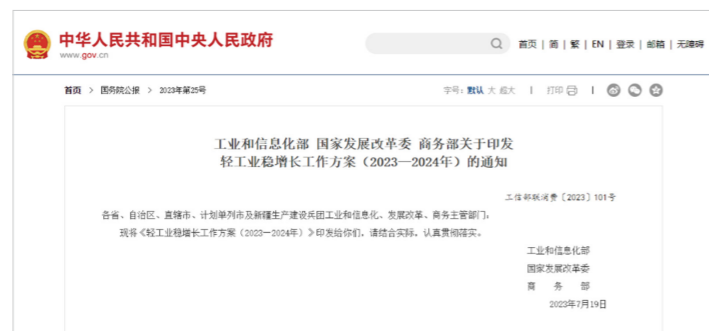 中华人民共和国中央人民政府
www.gov.cn
首页 | 简 | 繁 | EN | 登录 | 邮箱 | 无障碍
首页 > 国务院公报 > 2023年第25号
字号：默认 大 超大 | 打印 |
工业和信息化部 国家发展改革委 商务部关于印发
轻工业稳增长工作方案（2023—2024年）的通知
工信部联消费〔2023〕101号
各省、自治区、直辖市、计划单列市及新疆生产建设兵团工业和信息化、发展改革、商务主管部门：
现将《轻工业稳增长工作方案（2023—2024年）》印发给你们，请结合实际，认真贯彻落实。
工业和信息化部
国家发展改革委
商 务 部
2023年7月19日